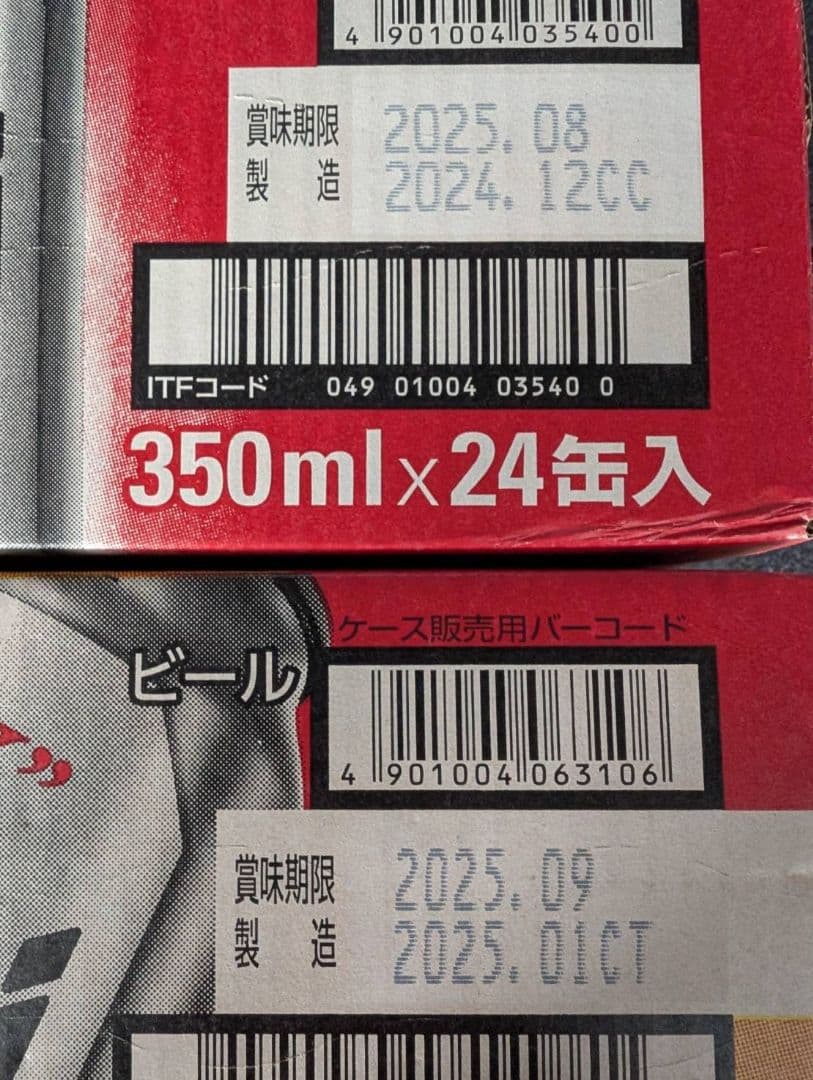 4 901004 035400
賞味期限 2025.08
製造 2024.12CC
ITFコード 049 01004 03540 0
350ml×24缶入
ケース販売用バーコード
ビール
”
4 901004 063106
賞味期限 2025.09
製造 2025.01CT